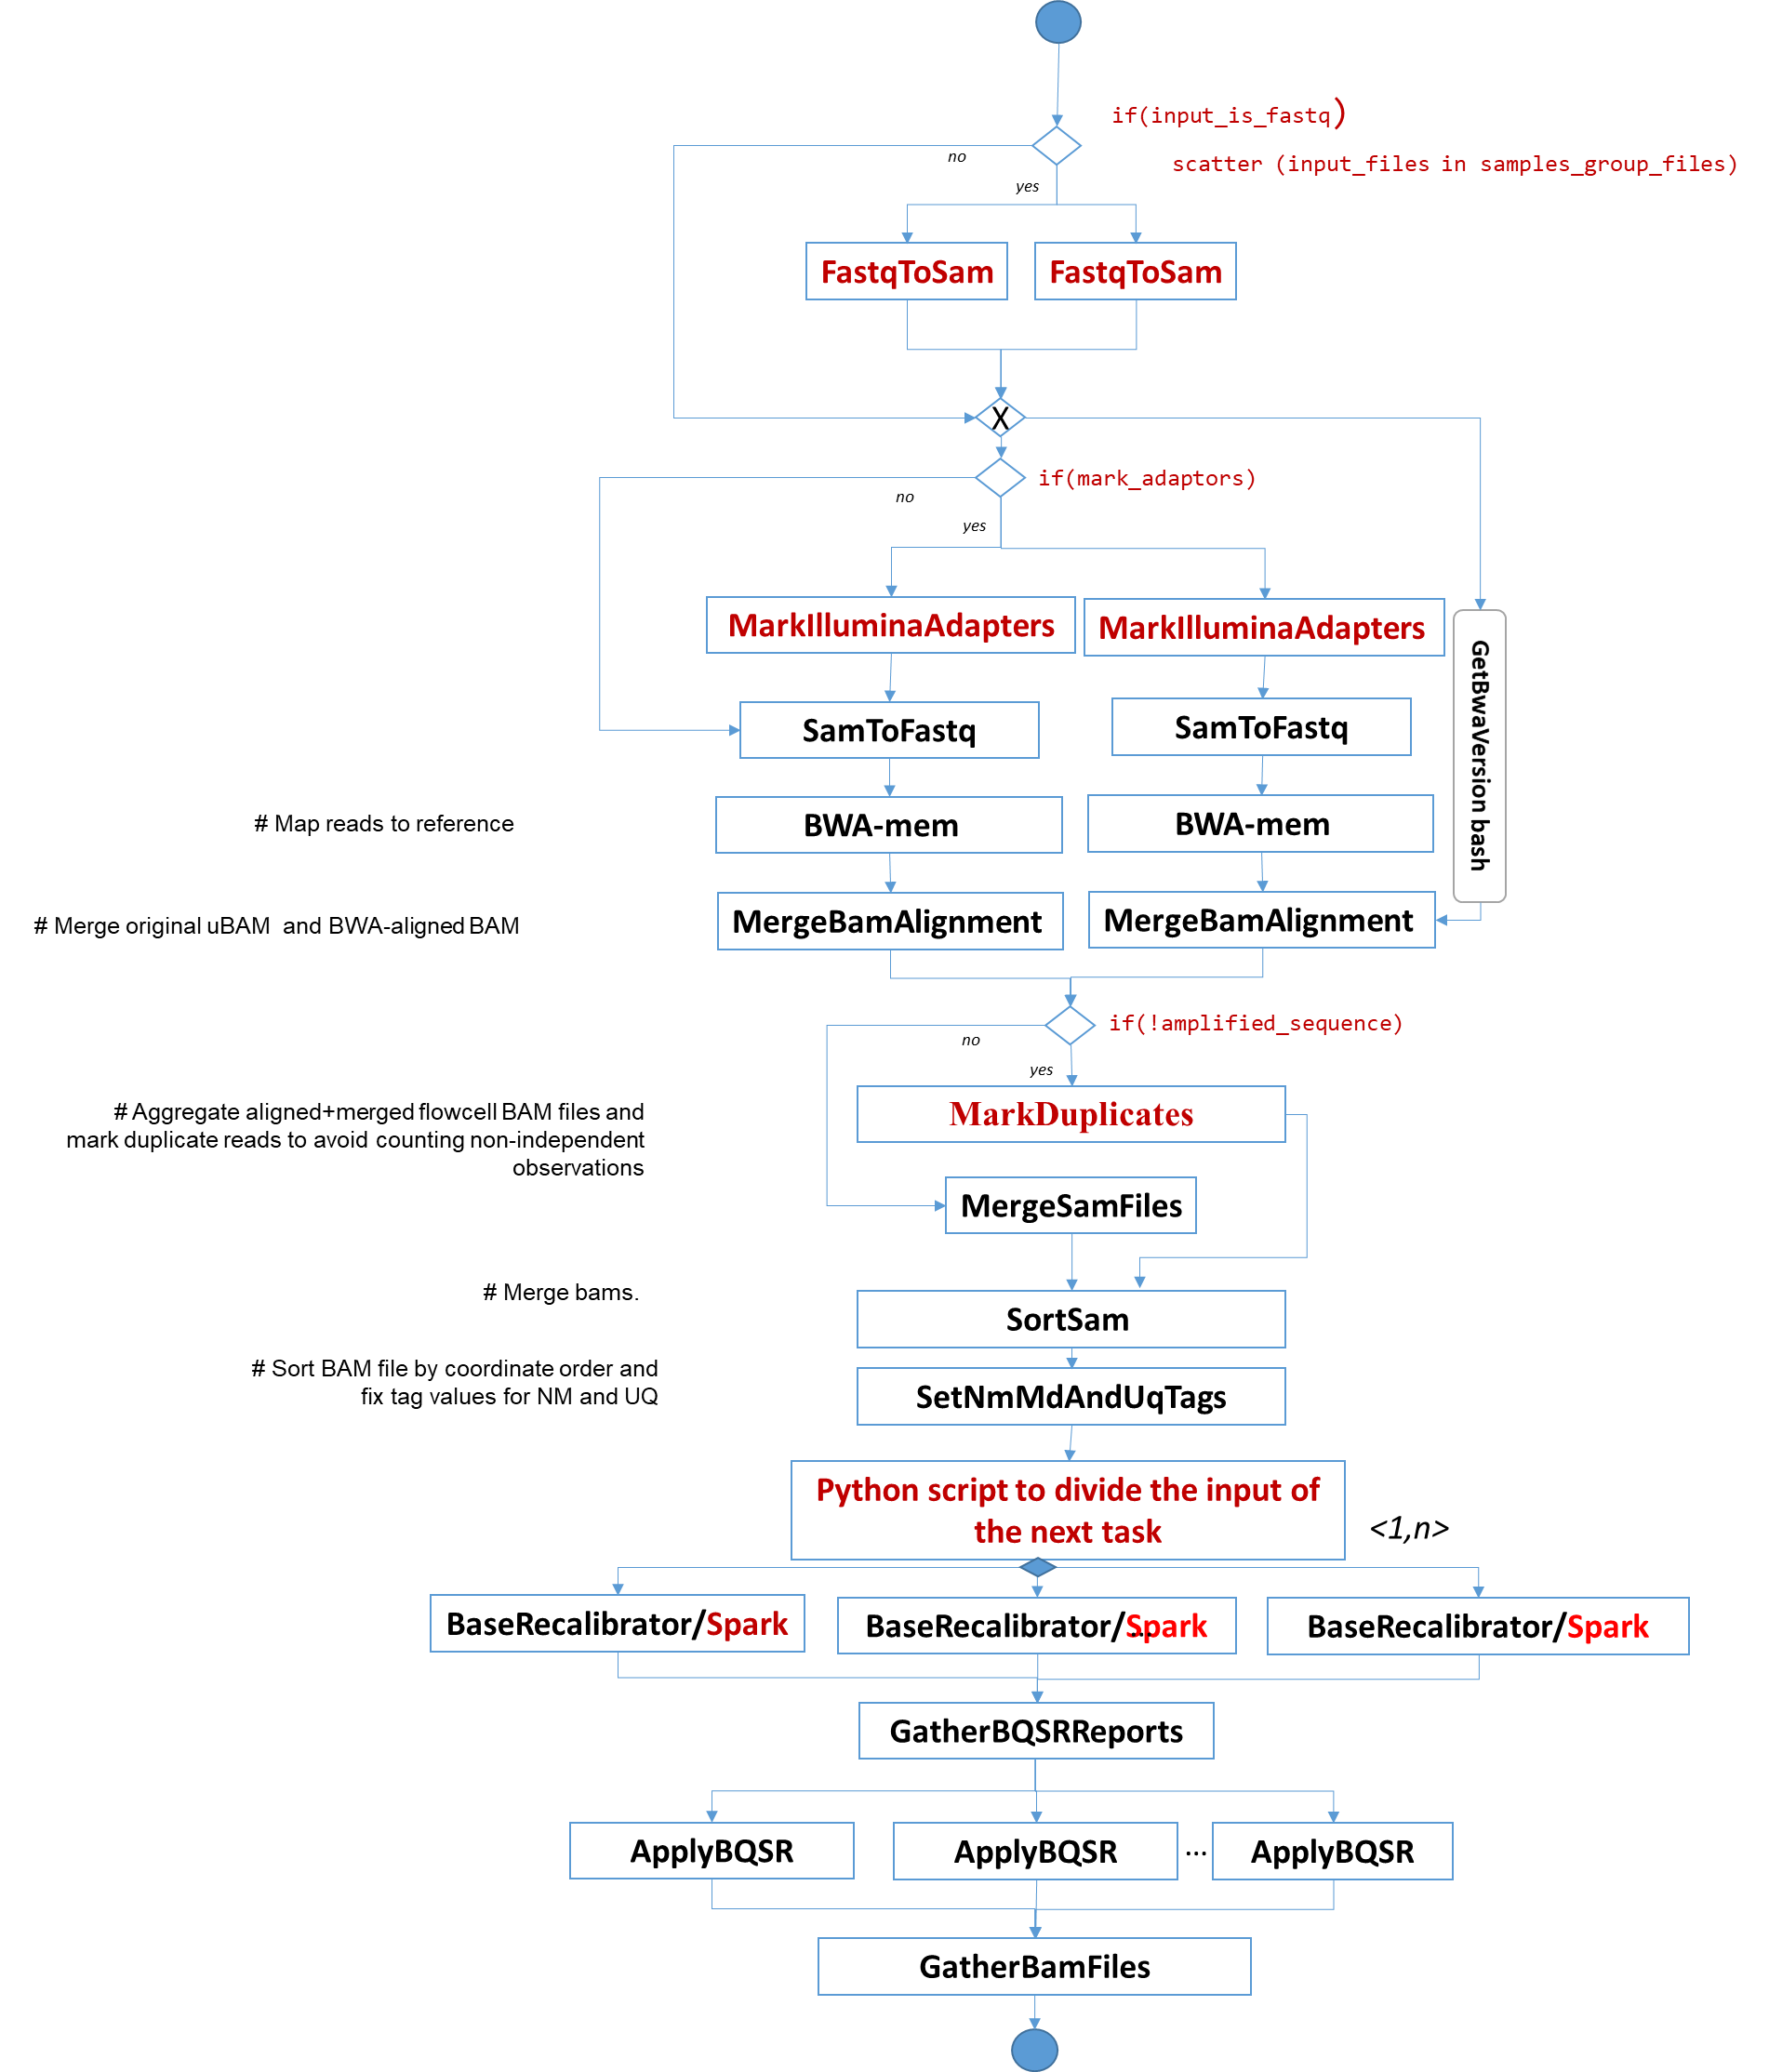 if(input_is_fastq)
no
scatter (input_files in samples_group_files)
yes
FastqToSam
FastqToSam
X
if(mark_adaptors)
no
yes
MarkIlluminaAdapters
MarkIlluminaAdapters
GetBwaVersion bash
SamToFastq
SamToFastq
# Map reads to reference
BWA-mem
BWA-mem
# Merge original uBAM and BWA-aligned BAM
MergeBamAlignment
MergeBamAlignment
if(!amplified_sequence)
no
yes
# Aggregate aligned+merged flowcell BAM files and
mark duplicate reads to avoid counting non-independent
observations
MarkDuplicates
MergeSamFiles
# Merge bams.
SortSam
# Sort BAM file by coordinate order and
fix tag values for NM and UQ
SetNmMdAndUqTags
Python script to divide the input of
the next task
<1,n>
BaseRecalibrator/Spark
BaseRecalibrator/Spark
...
BaseRecalibrator/Spark
GatherBQSRReports
ApplyBQSR
ApplyBQSR
...
ApplyBQSR
GatherBamFiles